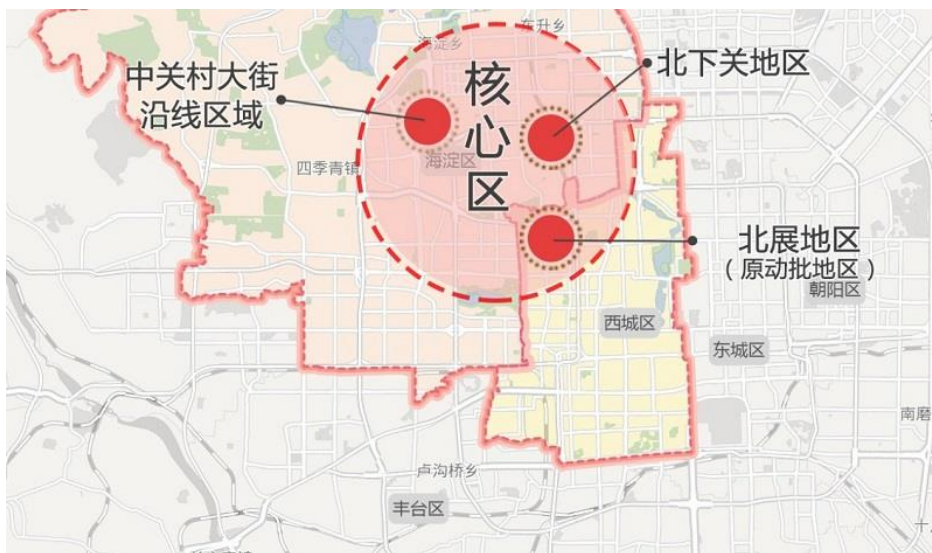 海淀乡
东升乡
中关村大街
沿线区域
核心区
北下关地区
海淀区
四季青镇
北展地区
（原动批地区）
朝阳区
西城区
东城区
南磨
卢沟桥乡
丰台区
十八